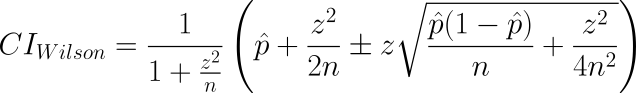 CI_{Wilson} = \frac{1}{1 + \frac{z^2}{n}} \left( \hat{p} + \frac{z^2}{2n} \pm z \sqrt{\frac{\hat{p}(1 - \hat{p})}{n} + \frac{z^2}{4n^2}} \right)